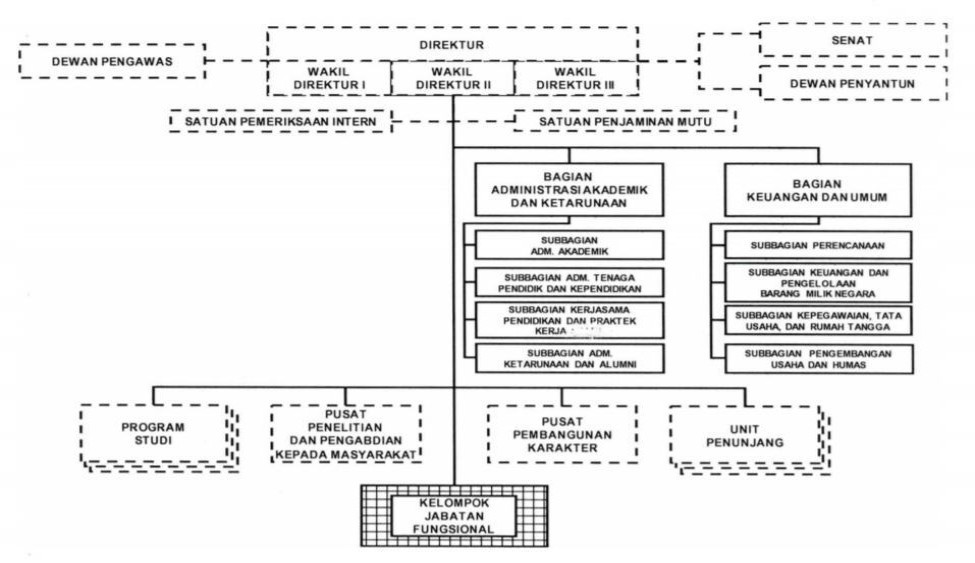 DIREKTUR
SENAT
DEWAN PENGAWAS
WAKIL
DIREKTUR I
WAKIL
DIREKTUR II
WAKIL
DIREKTUR III
DEWAN PENYANTUN
SATUAN PEMERIKSAAN INTERN
SATUAN PENJAMINAN MUTU
BAGIAN
ADMINISTRASI AKADEMIK
DAN KETARUNAAN
BAGIAN
KEUANGAN DAN UMUM
SUBBAGIAN
ADM. AKADEMIK
SUBBAGIAN ADM. TENAGA
PENDIDIK DAN KEPENDIDIKAN
SUBBAGIAN KERJASAMA
PENDIDIKAN DAN PRAKTEK
KERJA
SUBBAGIAN ADM.
KETARUNAAN DAN ALUMNI
SUBBAGIAN PERENCANAAN
SUBBAGIAN KEUANGAN DAN
PENGELOLAAN
BARANG MILIK NEGARA
SUBBAGIAN KEPEGAWAIAN, TATA
USAHA, DAN RUMAH TANGGA
SUBBAGIAN PENGEMBANGAN
USAHA DAN HUMAS
PROGRAM
STUDI
PUSAT
PENELITIAN
DAN PENGABDIAN
KEPADA MASYARAKAT
PUSAT
PEMBANGUNAN
KARAKTER
UNIT
PENUNJANG
KELOMPOK
JABATAN
FUNGSIONAL